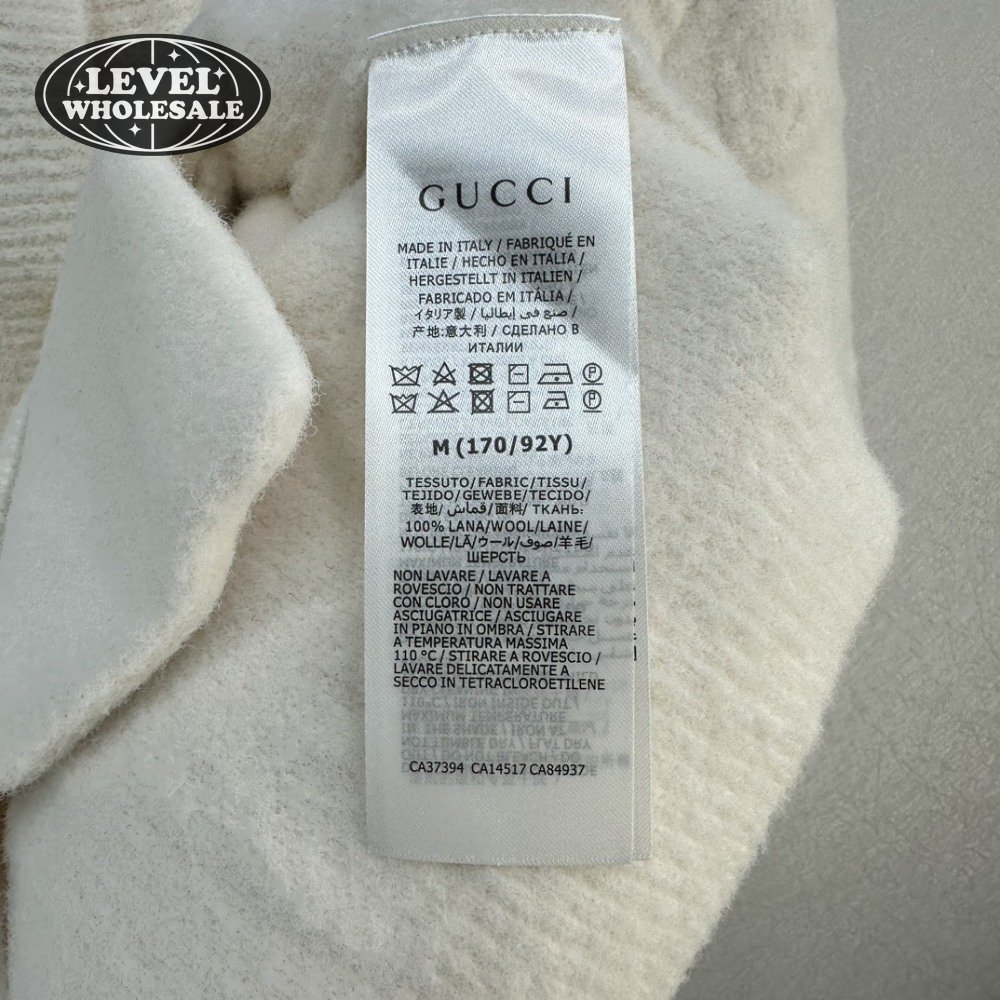 LEVEL
WHOLESALE
GUCCI
MADE IN ITALY / FABRIQUÉ EN
ITALIE / HECHO EN ITALIA /
HERGESTELLT IN ITALIEN /
FABRICADO EM ITÁLIA /
イタリア製 / صنع في إيطاليا /
产地:意大利 / СДЕЛАНО В
ИТАЛИИ
M (170/92Y)
TESSUTO/FABRIC/TISSU/
TEJIDO/GEWEBE/TECIDO/
表地/قماش/面料/ ТКАНЬ:
100% LANA/WOOL/LAINE/
WOLLE/LÃ/ウール/صوف/羊毛/
ШЕРСТЬ
NON LAVARE / LAVARE A
ROVESCIO / NON TRATTARE
CON CLORO / NON USARE
ASCIUGATRICE / ASCIUGARE
IN PIANO IN OMBRA / STIRARE
A TEMPERATURA MASSIMA
110 °C / STIRARE A ROVESCIO /
LAVARE DELICATAMENTE A
SECCO IN TETRACLOROETILENE
CA37394 CA14517 CA84937